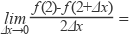 lim f(2)-f(2+Δx) =
Δx→0 2Δx